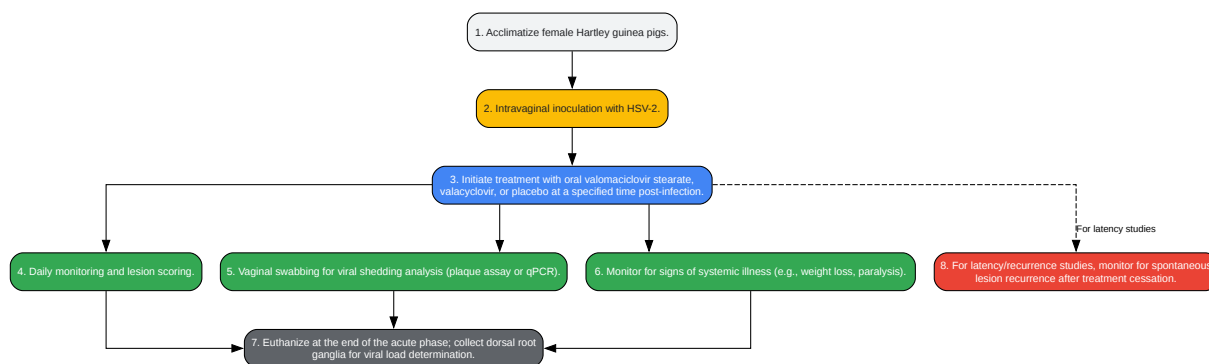 1. Acclimatize female Hartley guinea pigs.
2. Intravaginal inoculation with HSV-2.
3. Initiate treatment with oral valomaciclovir stearate,
valacyclovir, or placebo at a specified time post-infection.
For latency studies
4. Daily monitoring and lesion scoring.
5. Vaginal swabbing for viral shedding analysis (plaque assay or qPCR).
6. Monitor for signs of systemic illness (e.g., weight loss, paralysis).
8. For latency/recurrence studies, monitor for spontaneous
lesion recurrence after treatment cessation.
7. Euthanize at the end of the acute phase; collect dorsal root
ganglia for viral load determination.